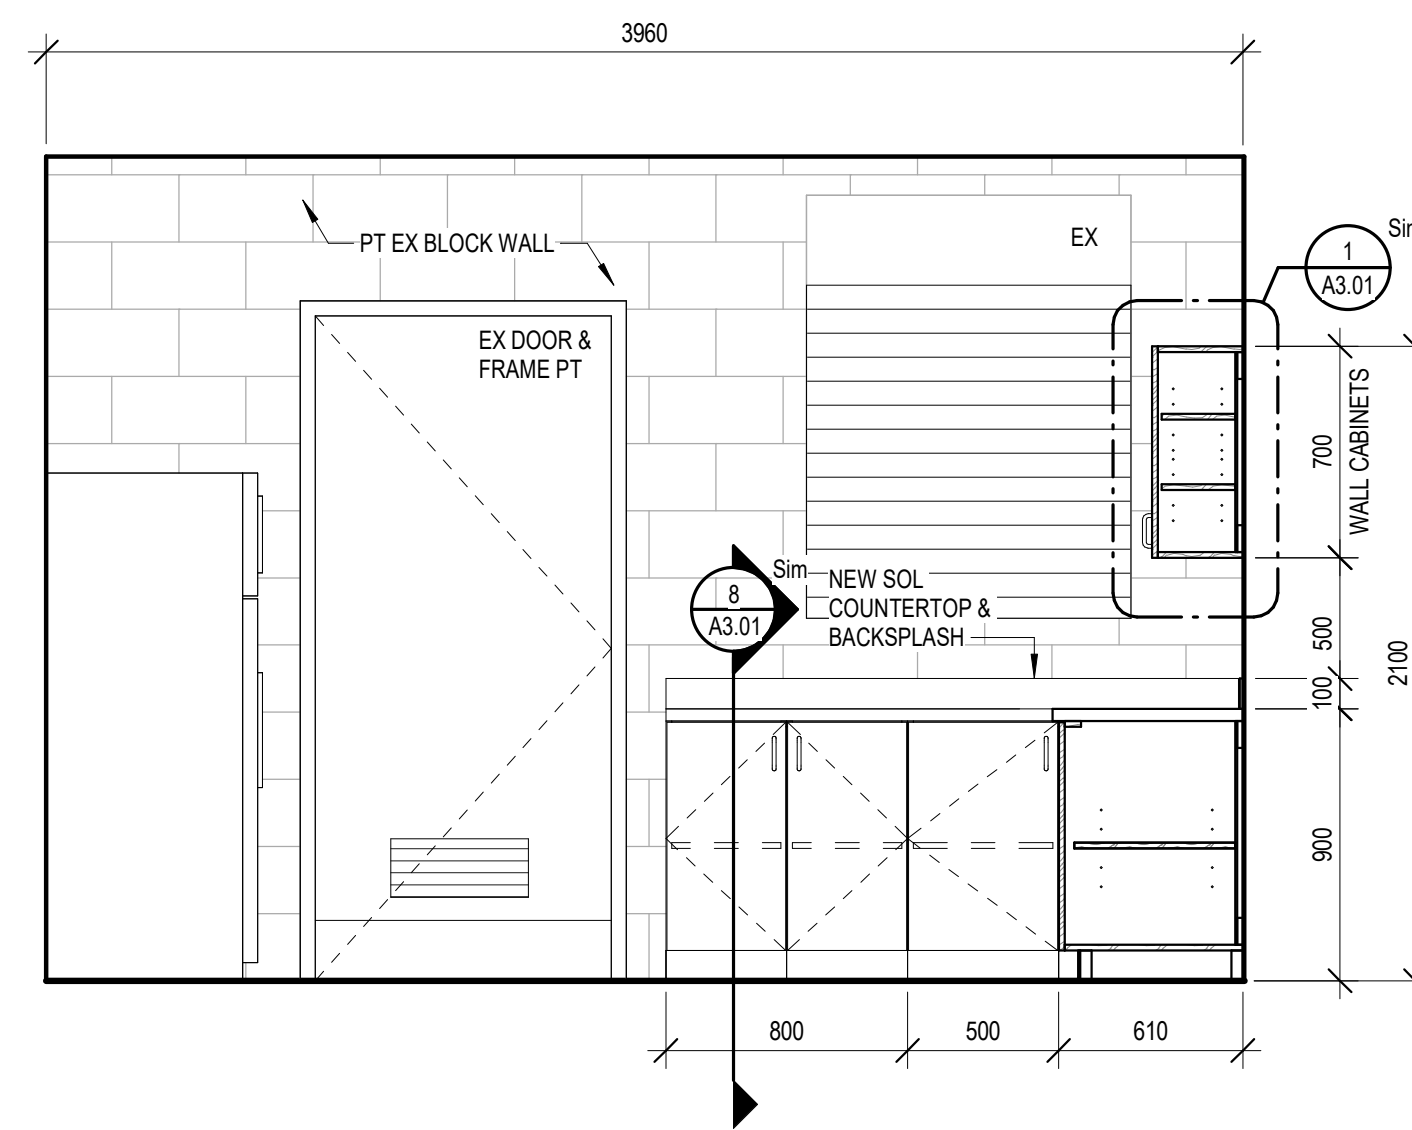 3960
PT EX BLOCK WALL
EX
Sim
1
A3.01
EX DOOR &
FRAME PT
WALL CABINETS
700
Sim
8
A3.01
NEW SOL
COUNTERTOP &
BACKSPLASH
500
2100
100
900
800
500
610